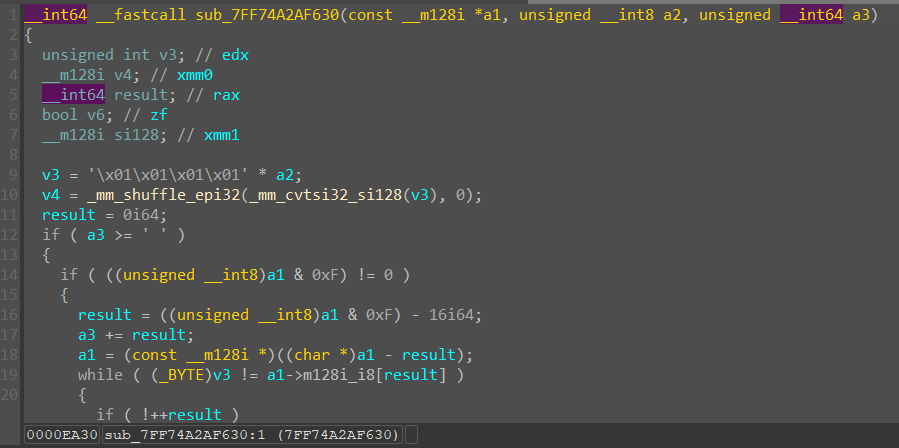 1 __int64 __fastcall sub_7FF74A2AF630(const __m128i *a1, unsigned __int8 a2, unsigned __int64 a3)
2 {
3 unsigned int v3; // edx
4 __m128i v4; // xmm0
5 __int64 result; // rax
6 bool v6; // zf
7 __m128i si128; // xmm1
8
9 v3 = '\x01\x01\x01\x01' * a2;
10 v4 = _mm_shuffle_epi32(_mm_cvtsi32_si128(v3), 0);
11 result = 0i64;
12 if ( a3 >= ' ' )
13 {
14 if ( ((unsigned __int8)a1 & 0xF) != 0 )
15 {
16 result = ((unsigned __int8)a1 & 0xF) - 16i64;
17 a3 += result;
18 a1 = (const __m128i *)((char *)a1 - result);
19 while ( (_BYTE)v3 != a1->m128i_i8[result] )
20 {
if ( !++result )
0000EA30 sub_7FF74A2AF630:1 (7FF74A2AF630)